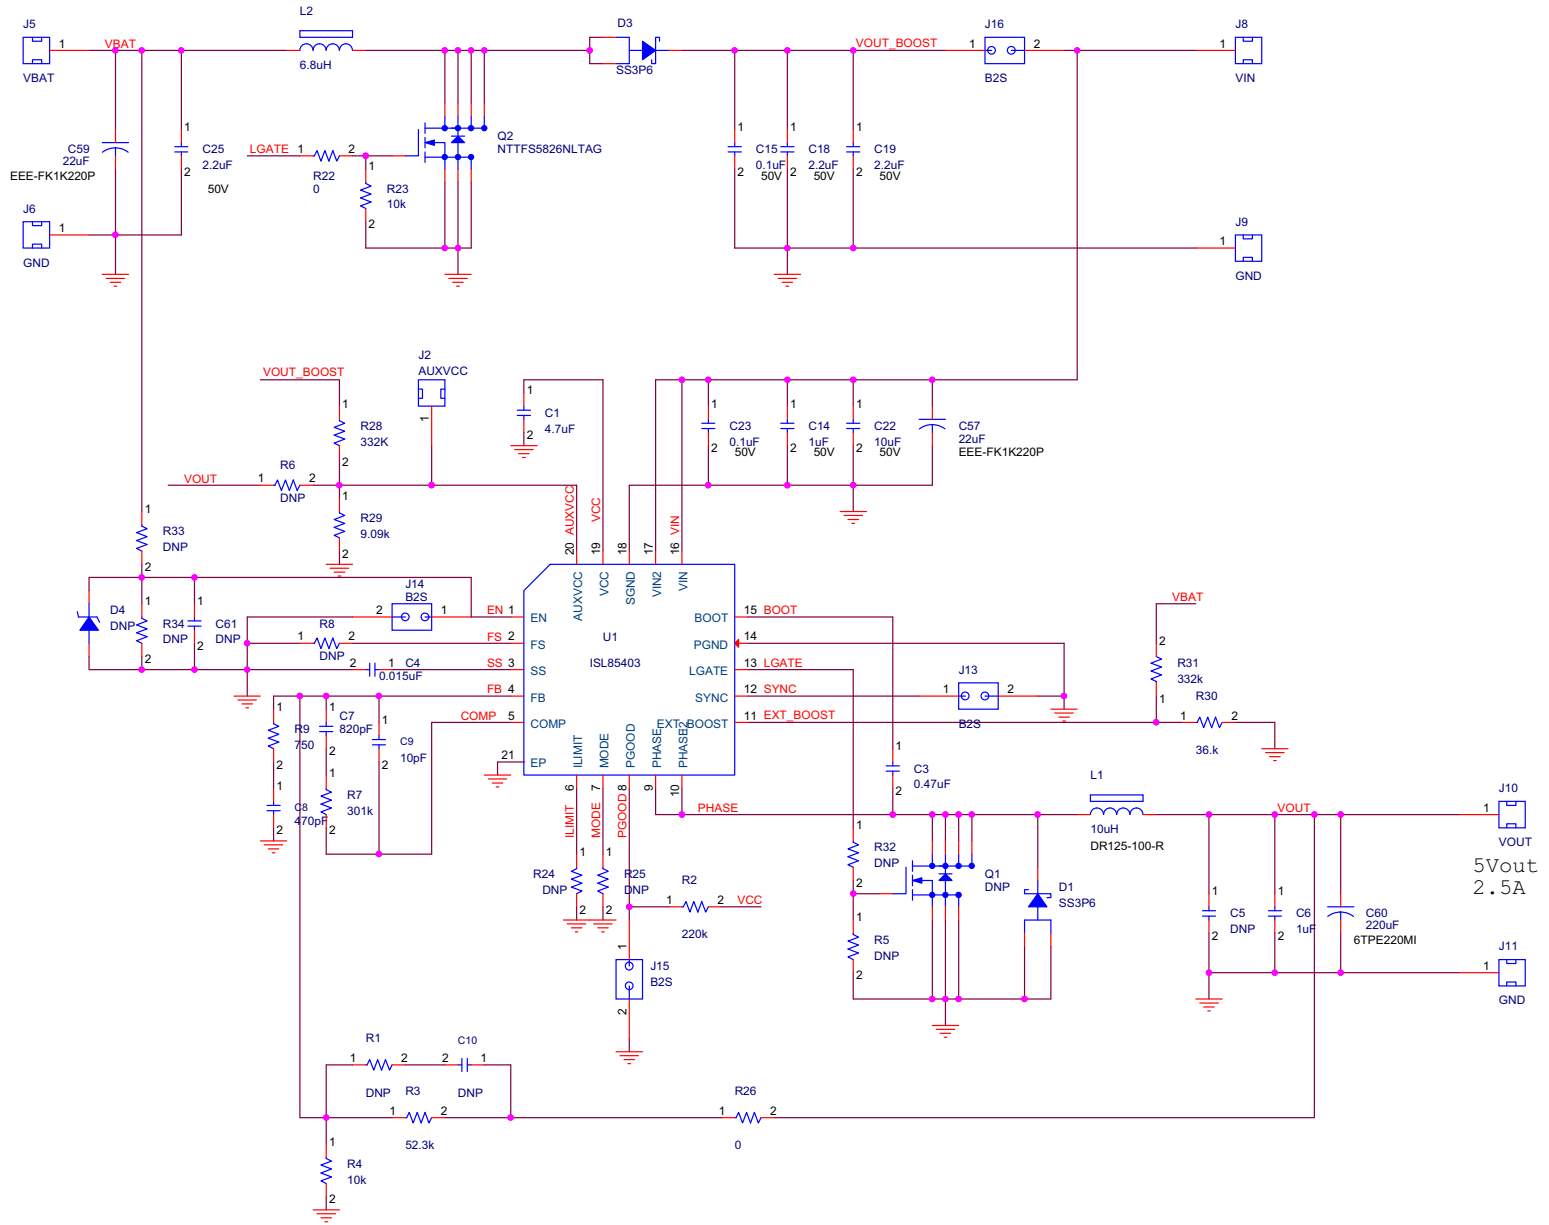 J5
1
VBAT
VBAT
L2
6.8uH
D3
SS3P6
VOUT_BOOST
J16
1
2
B2S
J8
1
VIN
C59
22uF
EEE-FK1K220P
1
C25
2.2uF
2
50V
LGATE
1
2
R22
0
1
R23
10k
2
Q2
NTTFS5826NLTAG
1
C15
0.1uF
2
50V
1
C18
2.2uF
2
50V
1
C19
2.2uF
2
50V
J6
1
GND
J9
1
GND
VOUT_BOOST
1
R28
332K
2
J2
AUXVCC
1
1
C1
4.7uF
2
1
C23
0.1uF
2
50V
1
C14
1uF
2
50V
1
C22
10uF
2
50V
C57
22uF
EEE-FK1K220P
VOUT
1
R6
2
DNP
1
R29
9.09k
2
AUXVCC
VCC
VIN
20
19
18
17
16
1
R33
DNP
2
D4
DNP
1
R34
DNP
2
1
C61
DNP
2
J14
B2S
2
1
1
R8
2
DNP
2
1
C4
0.015uF
EN
1
FS
2
SS
3
FB
4
COMP
5
21
U1
ISL85403
AUXVCC
VCC
SGND
VIN2
VIN
EN
FS
SS
FB
COMP
EP
ILIMIT
MODE
PGOOD
PHASE
PHASE2
BOOT
PGND
LGATE
SYNC
EXT_BOOST
15
BOOT
14
13
LGATE
12
SYNC
11
EXT_BOOST
J13
1
2
B2S
VBAT
2
R31
332k
1
R30
1
2
36.k
1
R9
750
2
1
C8
470pF
2
1
C7
820pF
2
1
R7
301k
2
1
C9
10pF
2
6
7
8
9
10
ILIMIT
MODE
PGOOD
PHASE
1
C3
0.47uF
2
1
R24
DNP
2
1
R25
DNP
2
R2
1
2
VCC
220k
1
J15
B2S
2
1
R32
DNP
2
1
R5
DNP
2
Q1
DNP
D1
SS3P6
L1
10uH
DR125-100-R
VOUT
J10
1
VOUT
5Vout
2.5A
1
C5
DNP
2
1
C6
1uF
2
C60
220uF
6TPE220MI
J11
1
GND
R1
1
2
DNP
C10
2
1
DNP
R3
1
2
52.3k
R26
1
2
0
1
R4
10k
2